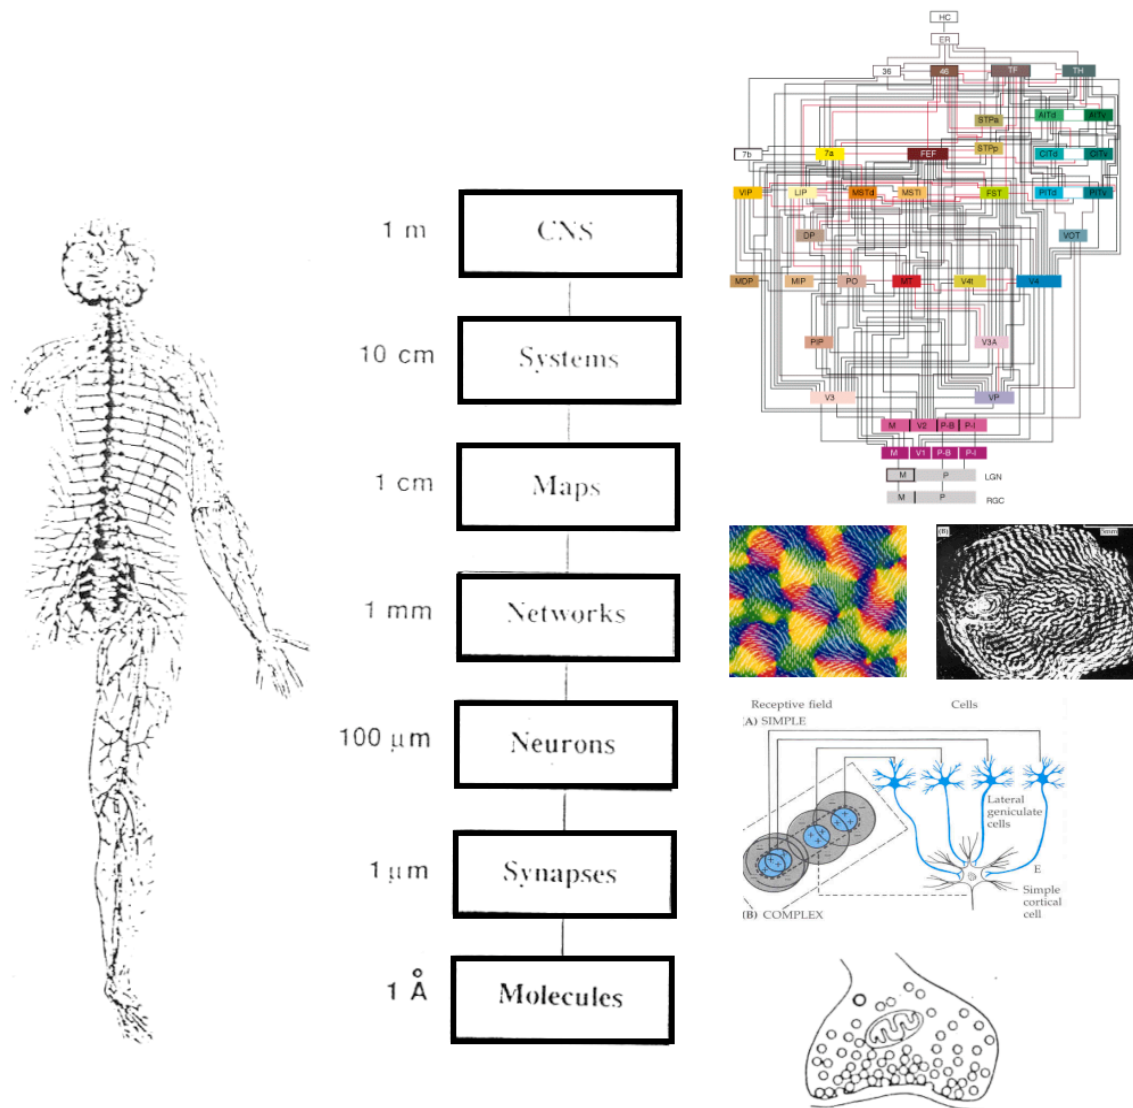 1 m
CNS
10 cm
Systems
1 cm
Maps
1 mm
Networks
100 μm
Neurons
1 μm
Synapses
1 Å
Molecules
HC
ER
36 46 TF TH
STPa AITd AITv
7b 7a FEF STPp CITd CITv
VIP LIP MSTd MSTl FST PITd PITv
DP VOT
MDP MIP PO MT V4t V4
PIP V3A
V3 VP
M V2 P-B P-I
M V1 P-B P-I
M P LGN
M P RGC
(B) 5mm
Receptive field Cells
(A) SIMPLE
Lateral
geniculate
cells
E
Simple
cortical
cell
(B) COMPLEX